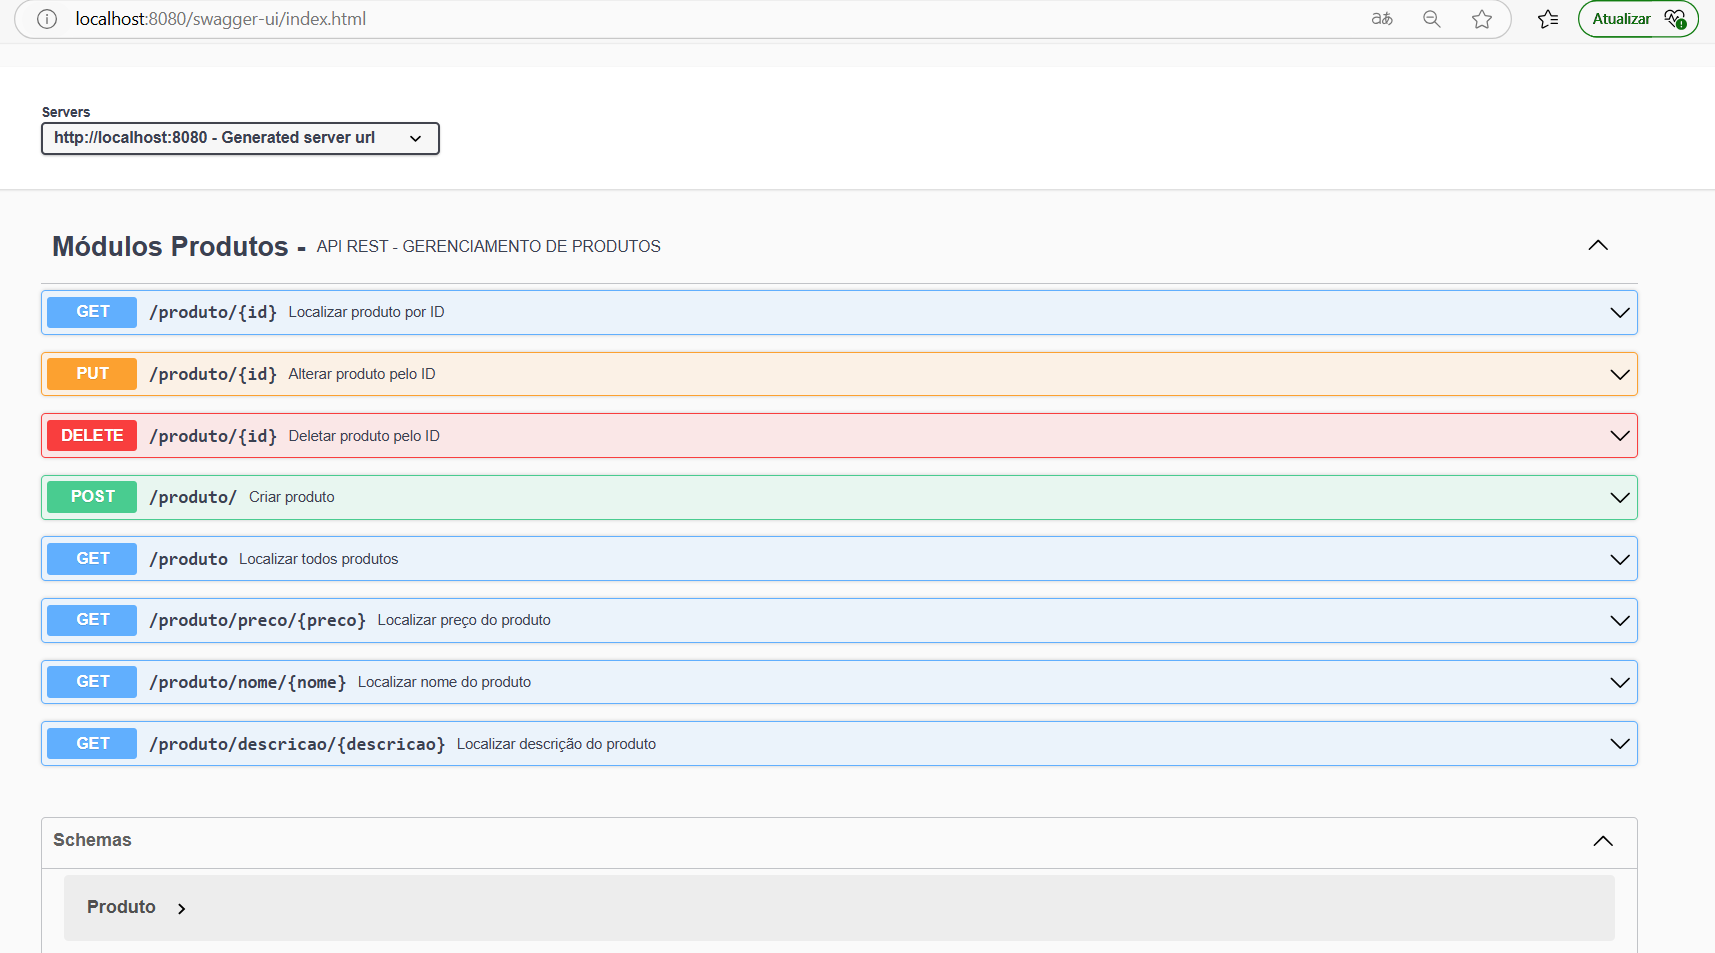 localhost:8080/swagger-ui/index.html
aあ
Atualizar
Servers
http://localhost:8080 - Generated server url
Módulos Produtos - API REST - GERENCIAMENTO DE PRODUTOS
GET /produto/{id} Localizar produto por ID
PUT /produto/{id} Alterar produto pelo ID
DELETE /produto/{id} Deletar produto pelo ID
POST /produto/ Criar produto
GET /produto Localizar todos produtos
GET /produto/preco/{preco} Localizar preço do produto
GET /produto/nome/{nome} Localizar nome do produto
GET /produto/descricao/{descricao} Localizar descrição do produto
Schemas
Produto